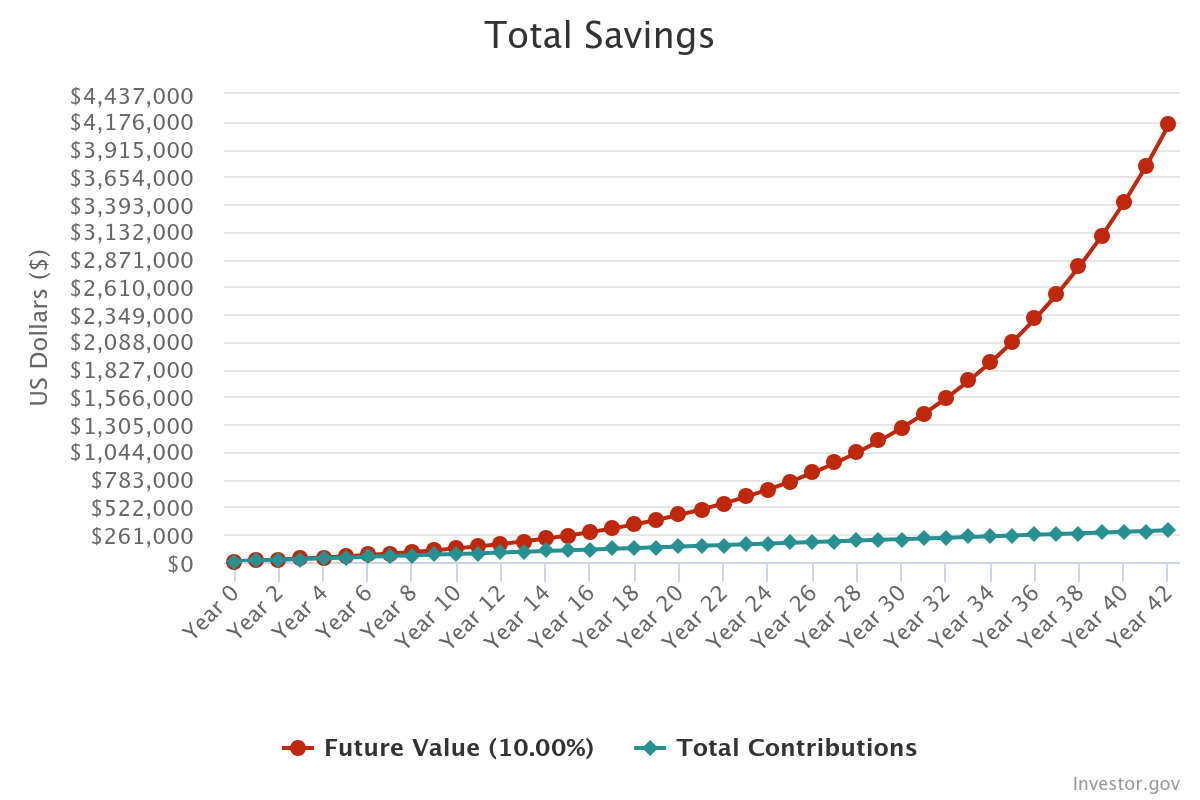 Total Savings
US Dollars ($)
$4,437,000
$4,176,000
$3,915,000
$3,654,000
$3,393,000
$3,132,000
$2,871,000
$2,610,000
$2,349,000
$2,088,000
$1,827,000
$1,566,000
$1,305,000
$1,044,000
$783,000
$522,000
$261,000
$0
Year 0
Year 2
Year 4
Year 6
Year 8
Year 10
Year 12
Year 14
Year 16
Year 18
Year 20
Year 22
Year 24
Year 26
Year 28
Year 30
Year 32
Year 34
Year 36
Year 38
Year 40
Year 42
Future Value (10.00%)
Total Contributions
Investor.gov